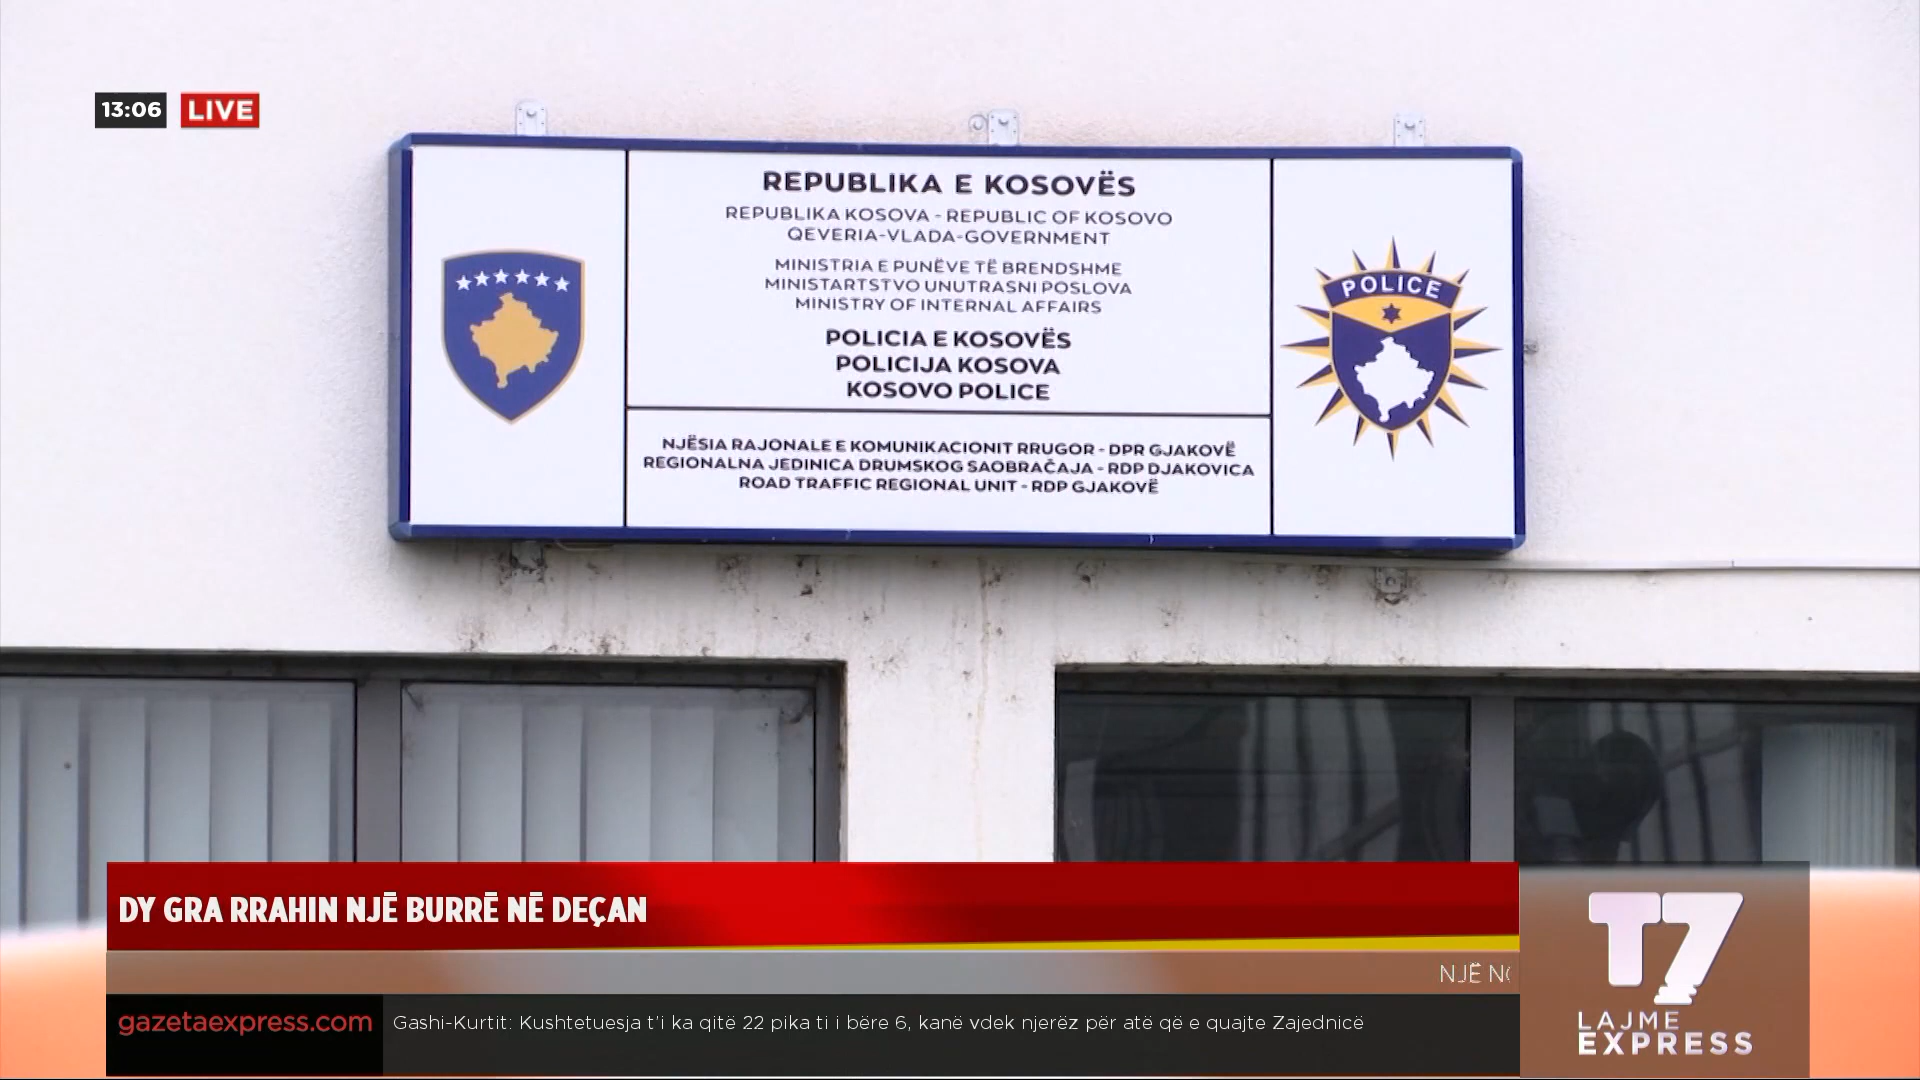 13:06 LIVE
REPUBLIKA E KOSOVËS
REPUBLIKA KOSOVA - REPUBLIC OF KOSOVO
QEVERIA-VLADA-GOVERNMENT
MINISTRIA E PUNËVE TË BRENDSHME
MINISTARTSTVO UNUTRASNI POSLOVA
MINISTRY OF INTERNAL AFFAIRS
POLICIA E KOSOVËS
POLICIJA KOSOVA
KOSOVO POLICE
POLICE
NJËSIA RAJONALE E KOMUNIKACIONIT RRUGOR - DPR GJAKOVË
REGIONALNA JEDINICA DRUMSKOG SAOBRAČAJA - RDP DJAKOVICA
ROAD TRAFFIC REGIONAL UNIT - RDP GJAKOVË
DY GRA RRAHIN NJË BURRË NË DEÇAN
NJË
gazetaexpress.com
Gashi-Kurtit: Kushtetuesja t'i ka qitë 22 pika ti i bëre 6, kanë vdek njerëz për atë që e quajte Zajednicë
T7
LAJME
EXPRESS